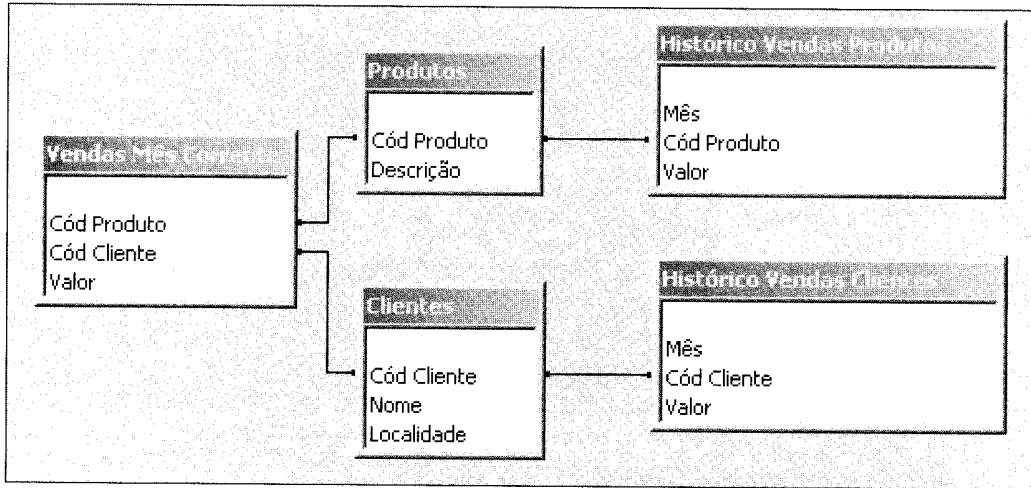 Vendas Mês Corrente
Cód Produto
Cód Cliente
Valor
Produtos
Cód Produto
Descrição
Clientes
Cód Cliente
Nome
Localidade
Histórico Vendas Produtos
Mês
Cód Produto
Valor
Histórico Vendas Clientes
Mês
Cód Cliente
Valor